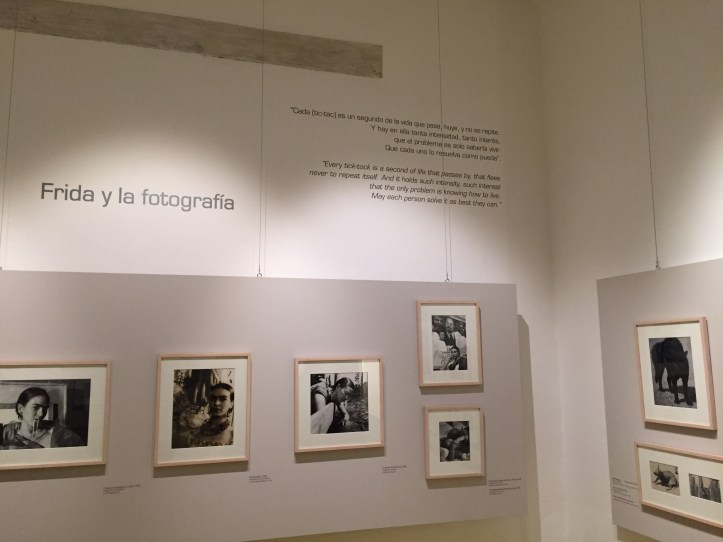 "Cada (tic-tac) es un segundo de la vida que pasa, huye, y no se repite.
Y hay en ella tanta intensidad, tanto interés,
que el problema es solo saberla vivir.
Que cada uno lo resuelva como pueda"
"Every tick-tock is a second of life that passes by, that flees
never to repeat itself. And it holds such intensity, such interest
that the only problem is knowing how to live.
May each person solve it as best they can."
Frida y la fotografía